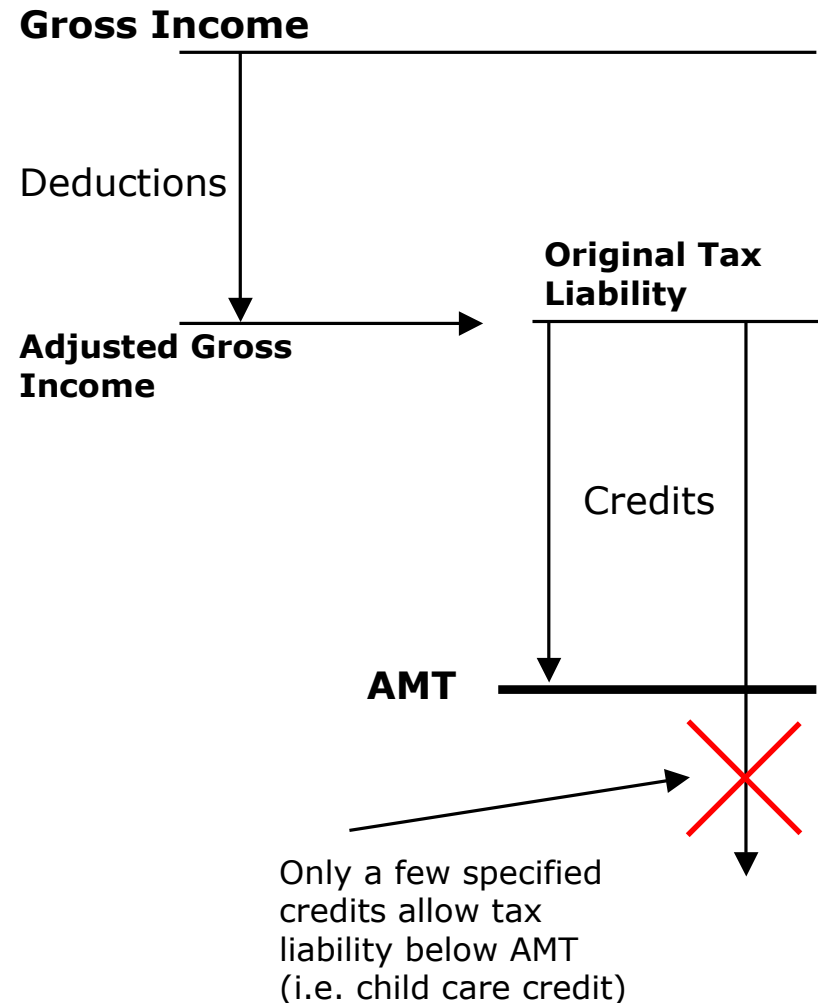 Gross Income
Deductions
Original Tax
Liability
Adjusted Gross
Income
Credits
AMT
Only a few specified
credits allow tax
liability below AMT
(i.e. child care credit)